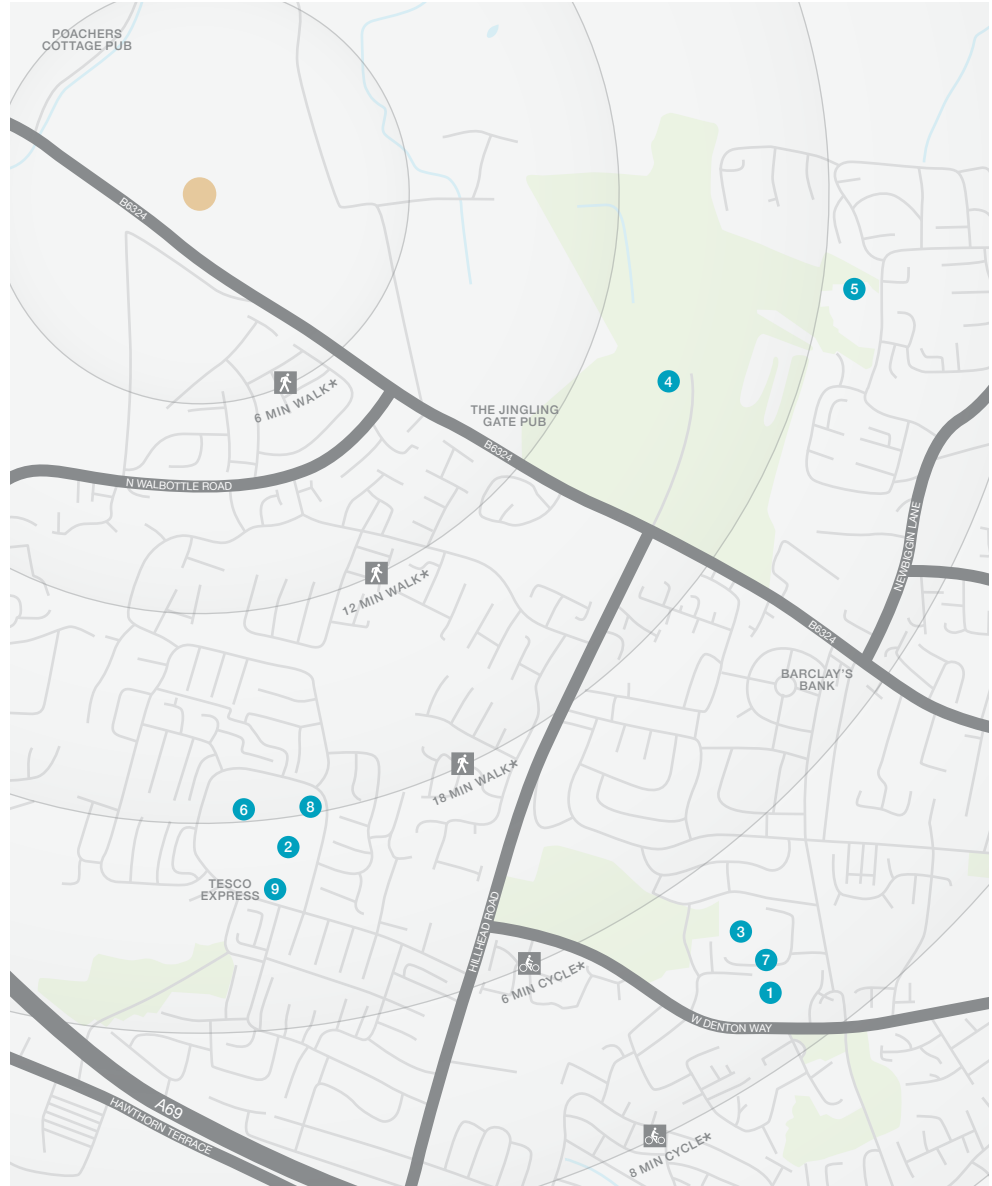 POACHERS
COTTAGE PUB
B6324
5
4
6 MIN WALK*
THE JINGLING
GATE PUB
B6324
N WALBOTTLE ROAD
NEWBIGGIN LANE
12 MIN WALK*
B6324
BARCLAY'S
BANK
18 MIN WALK*
6
8
2
TESCO
EXPRESS
9
HILLHEAD ROAD
3
7
6 MIN CYCLE*
1
W DENTON WAY
A69
HAWTHORN TERRACE
8 MIN CYCLE*